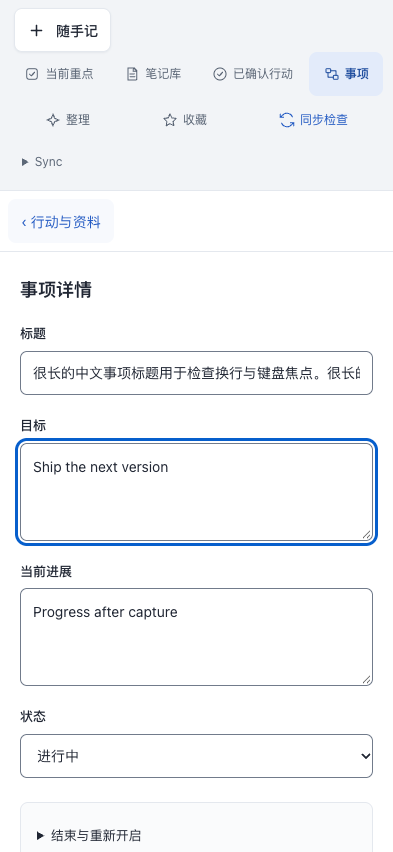 + 随手记
当前重点 笔记库 已确认行动 事项
整理 收藏 同步检查
▶ Sync
‹ 行动与资料
事项详情
标题
很长的中文事项标题用于检查换行与键盘焦点。很长
目标
Ship the next version
当前进展
Progress after capture
状态
进行中
▶ 结束与重新开启